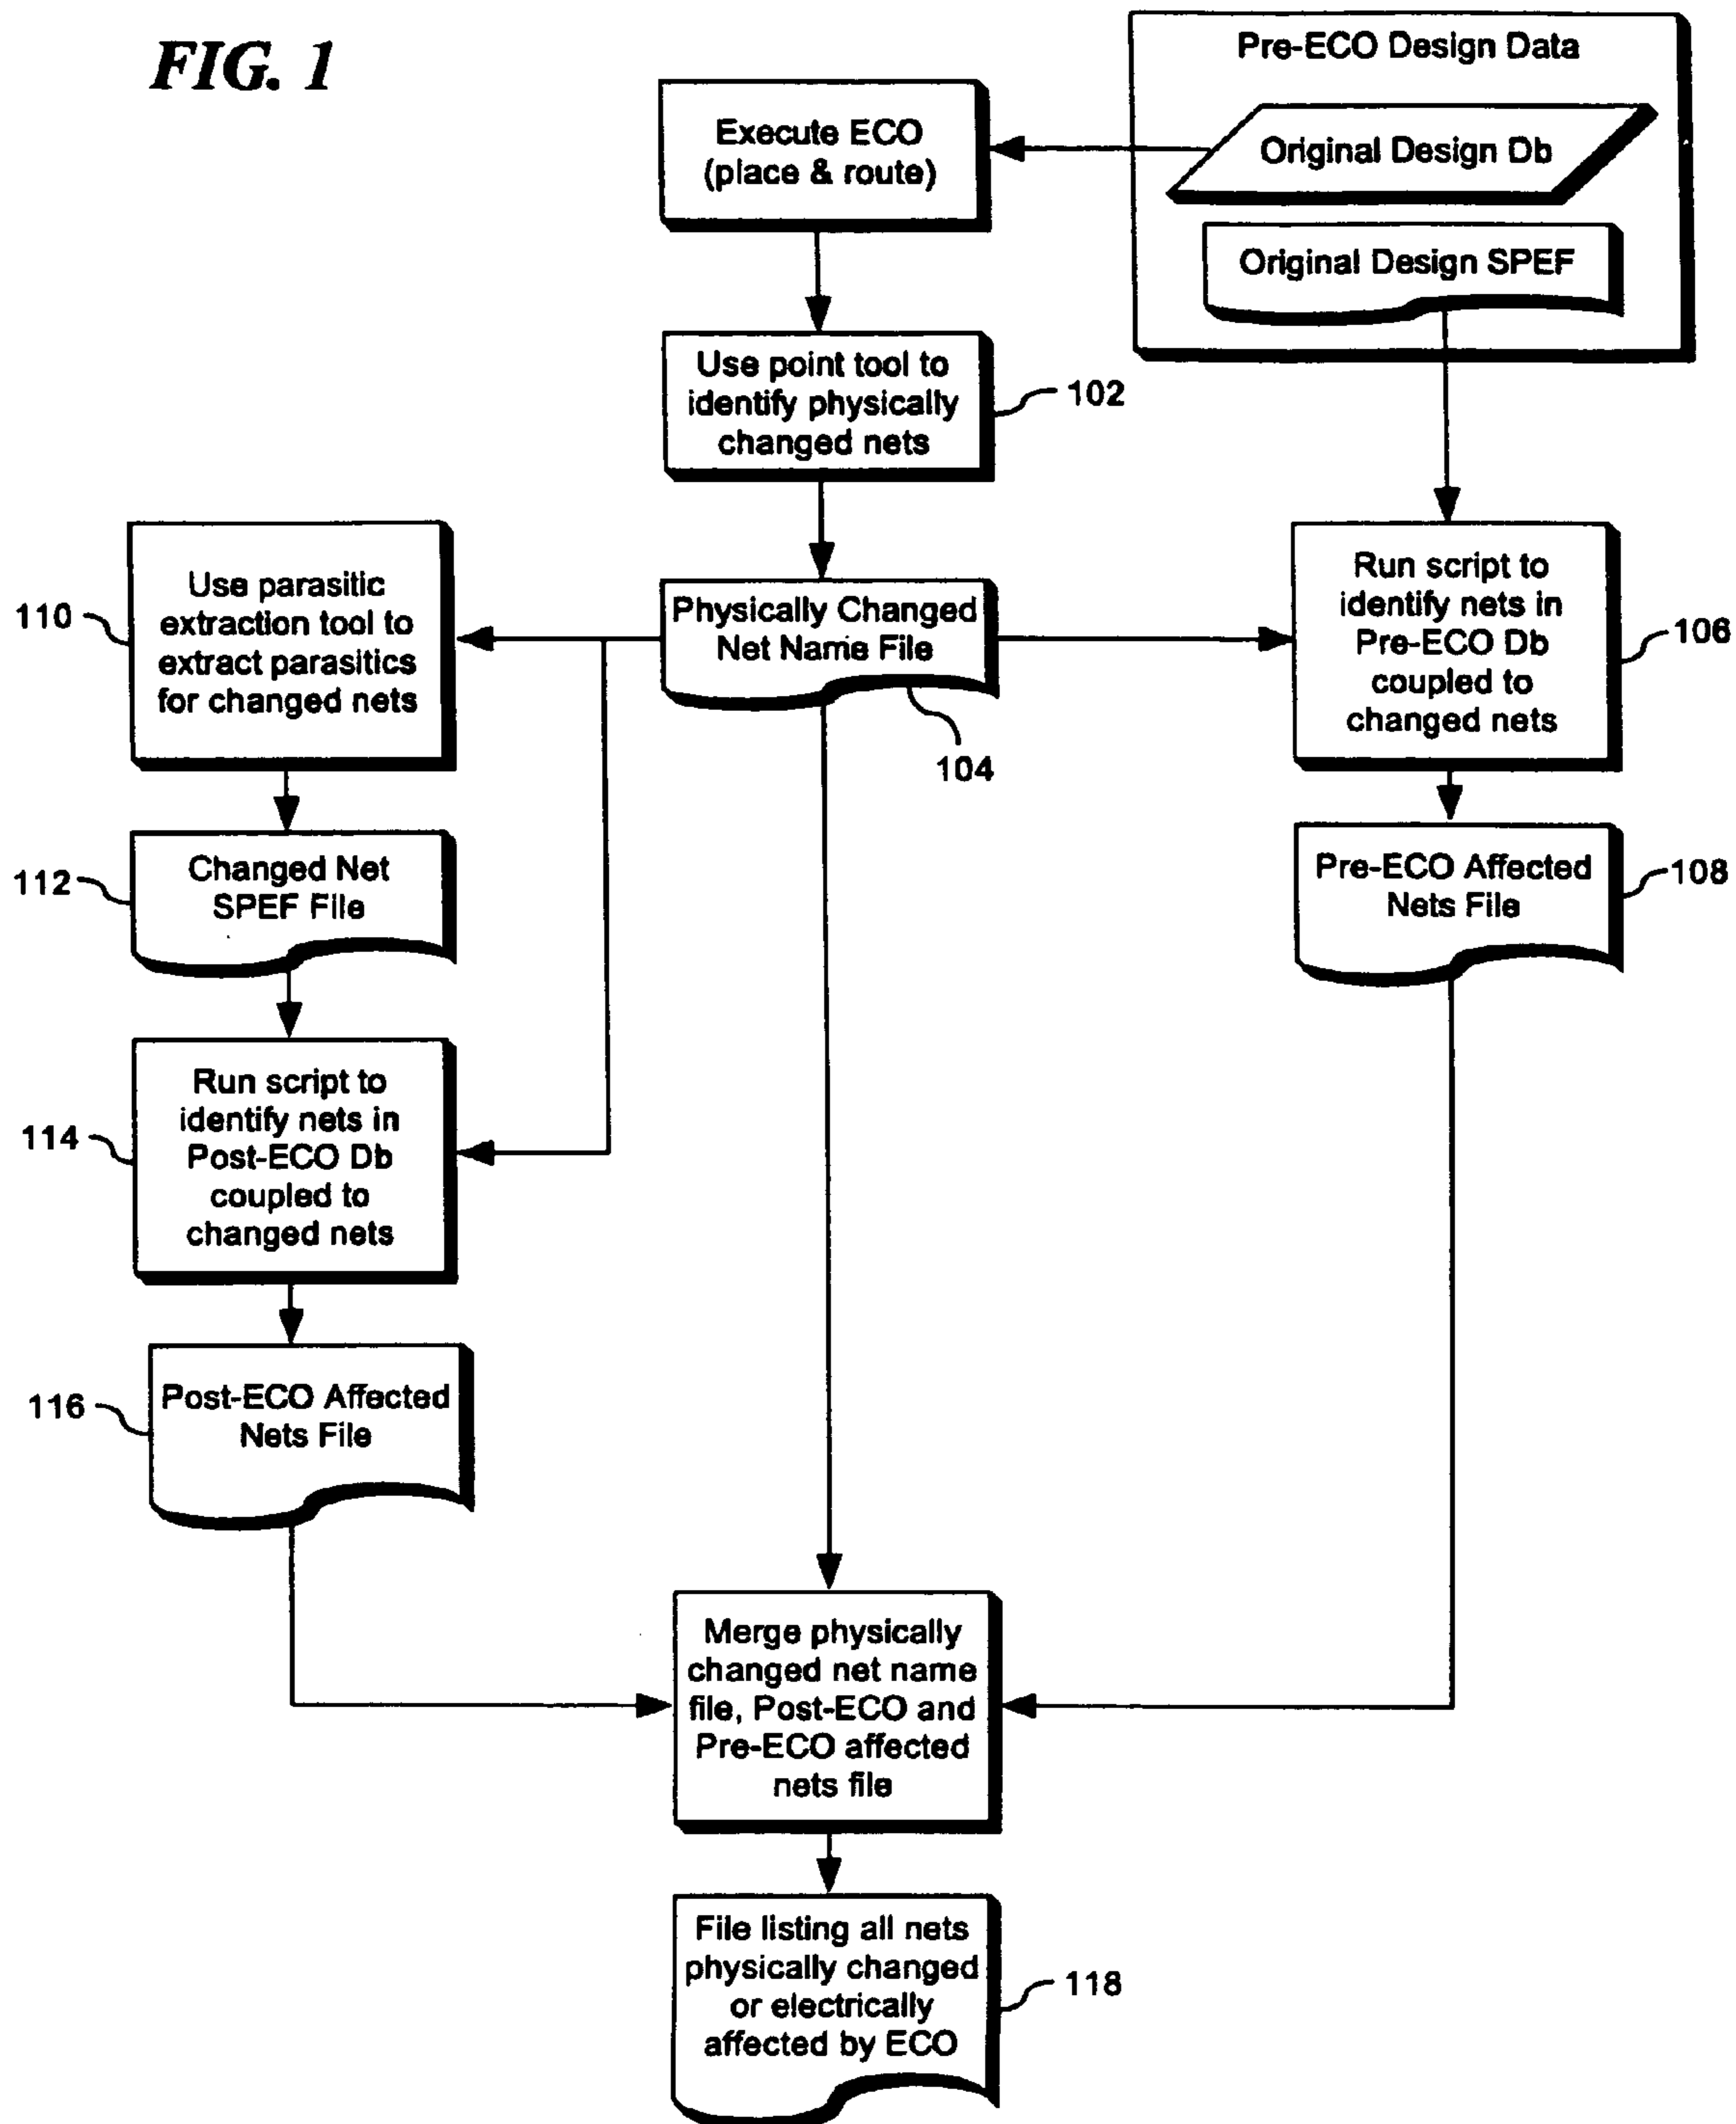 FIG. 1
Pre-ECO Design Data
Original Design Db
Original Design SPEF
Execute ECO
(place & route)
Use point tool to
identify physically
changed nets
102
Physically Changed
Net Name File
104
Run script to
identify nets in
Pre-ECO Db
coupled to
changed nets
106
Pre-ECO Affected
Nets File
108
110
Use parasitic
extraction tool to
extract parasitics
for changed nets
112
Changed Net
SPEF File
114
Run script to
identify nets in
Post-ECO Db
coupled to
changed nets
116
Post-ECO Affected
Nets File
Merge physically
changed net name
file, Post-ECO and
Pre-ECO affected
nets file
File listing all nets
physically changed
or electrically
affected by ECO
118